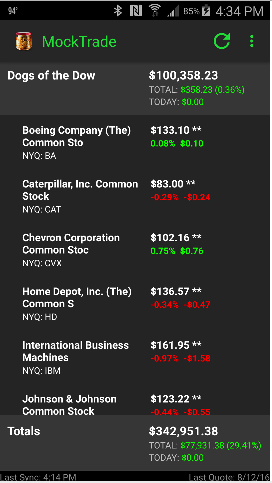 94°
85%
4:34 PM
MockTrade
Dogs of the Dow
$100,358.23
TOTAL: $358.23 (0.36%)
TODAY: $0.00
Boeing Company (The)
Common Sto
NYQ: BA
$133.10 **
0.08% $0.10
Caterpillar, Inc. Common
Stock
NYQ: CAT
$83.00 **
-0.29% -$0.24
Chevron Corporation
Common Stoc
NYQ: CVX
$102.16 **
0.75% $0.76
Home Depot, Inc. (The)
Common S
NYQ: HD
$136.57 **
-0.34% -$0.47
International Business
Machines
NYQ: IBM
$161.95 **
-0.97% -$1.58
Johnson & Johnson
Common Stock
$123.22 **
-0.44% -$0.55
Totals
$342,951.38
TOTAL: $77,931.38 (29.41%)
TODAY: $0.00
Last Sync: 4:14 PM
Last Quote: 8/12/16